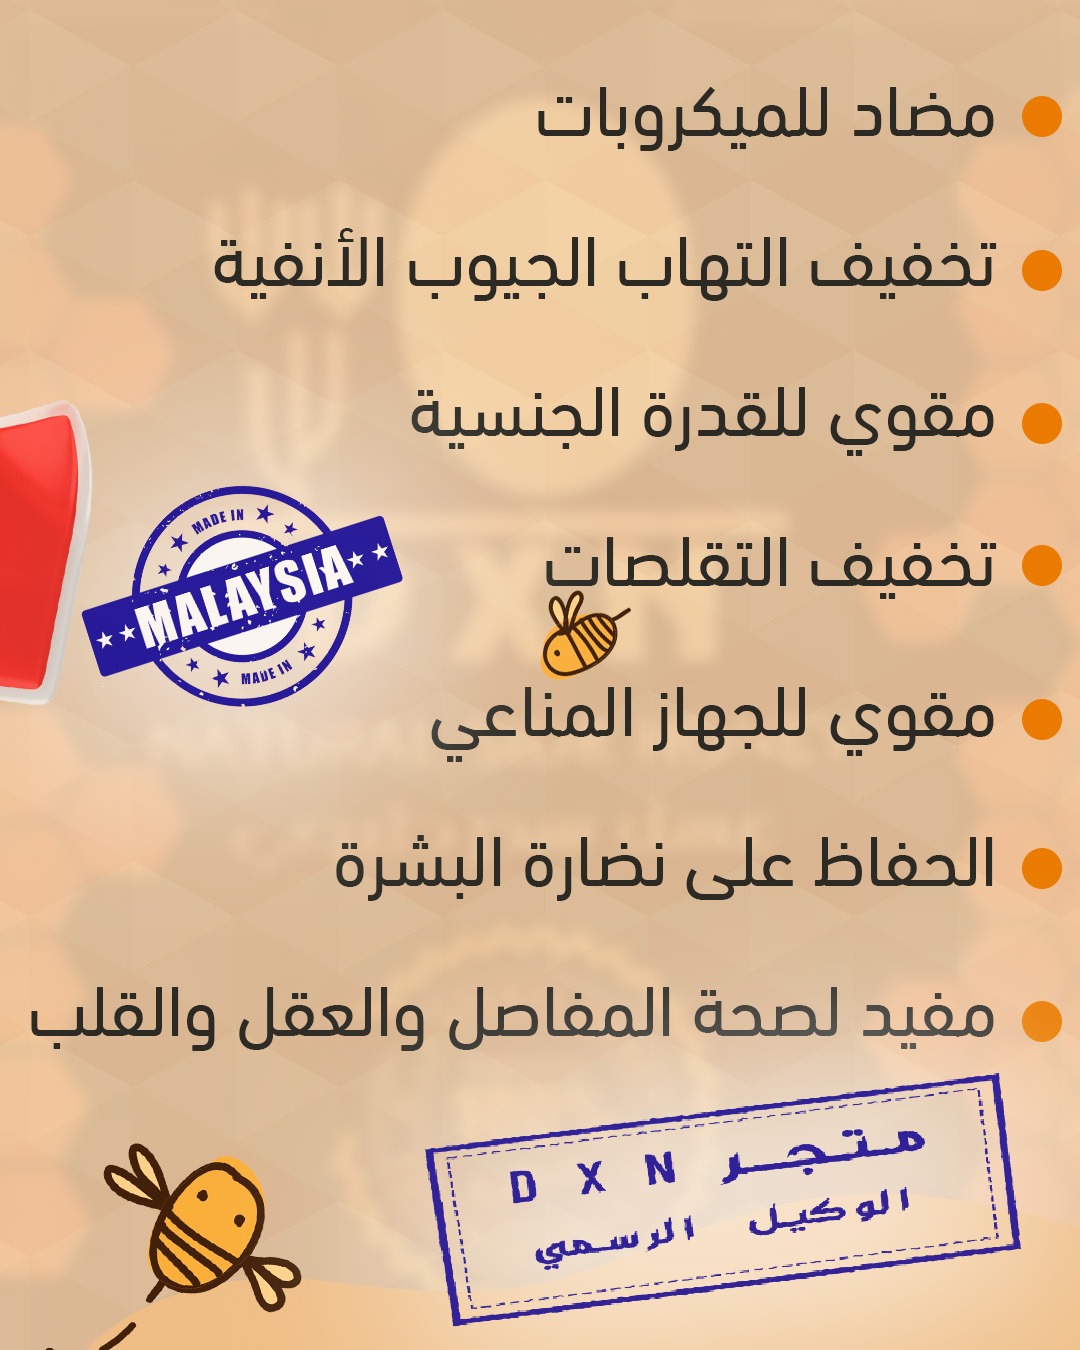 مضاد للميكروبات
تخفيف التهاب الجيوب الأنفية
مقوي للقدرة الجنسية
تخفيف التقلصات
MADE IN
MALAYSIA
MADE IN
مقوي للجهاز المناعي
الحفاظ على نضارة البشرة
مفيد لصحة المفاصل والعقل والقلب
متجر DXN
الوكيل الرسمي